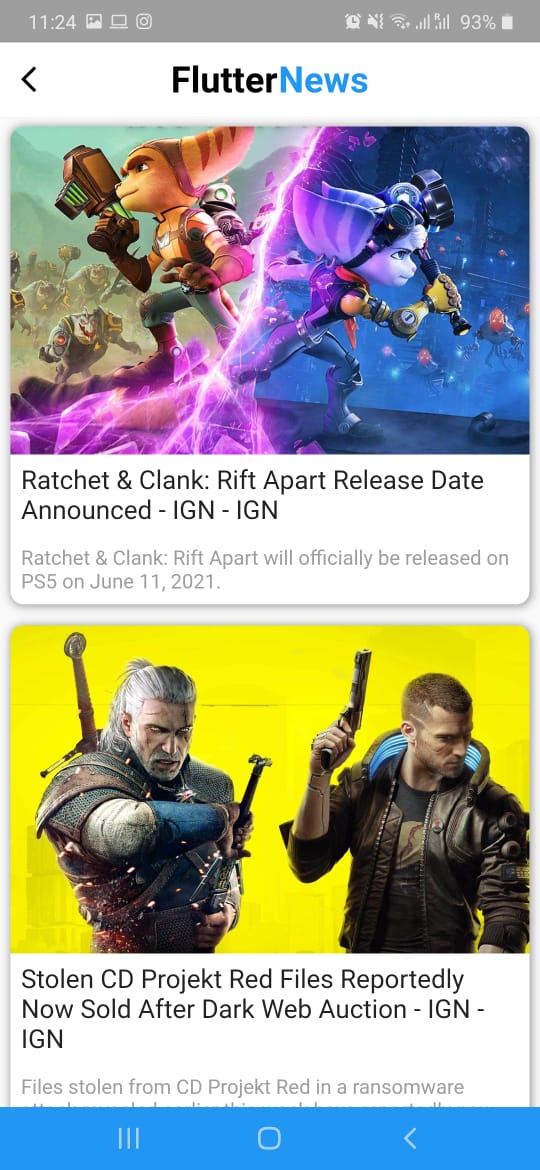 11:24 93%
FlutterNews
Ratchet & Clank: Rift Apart Release Date
Announced - IGN - IGN
Ratchet & Clank: Rift Apart will officially be released on
PS5 on June 11, 2021.
Stolen CD Projekt Red Files Reportedly
Now Sold After Dark Web Auction - IGN -
IGN
Files stolen from CD Projekt Red in a ransomware